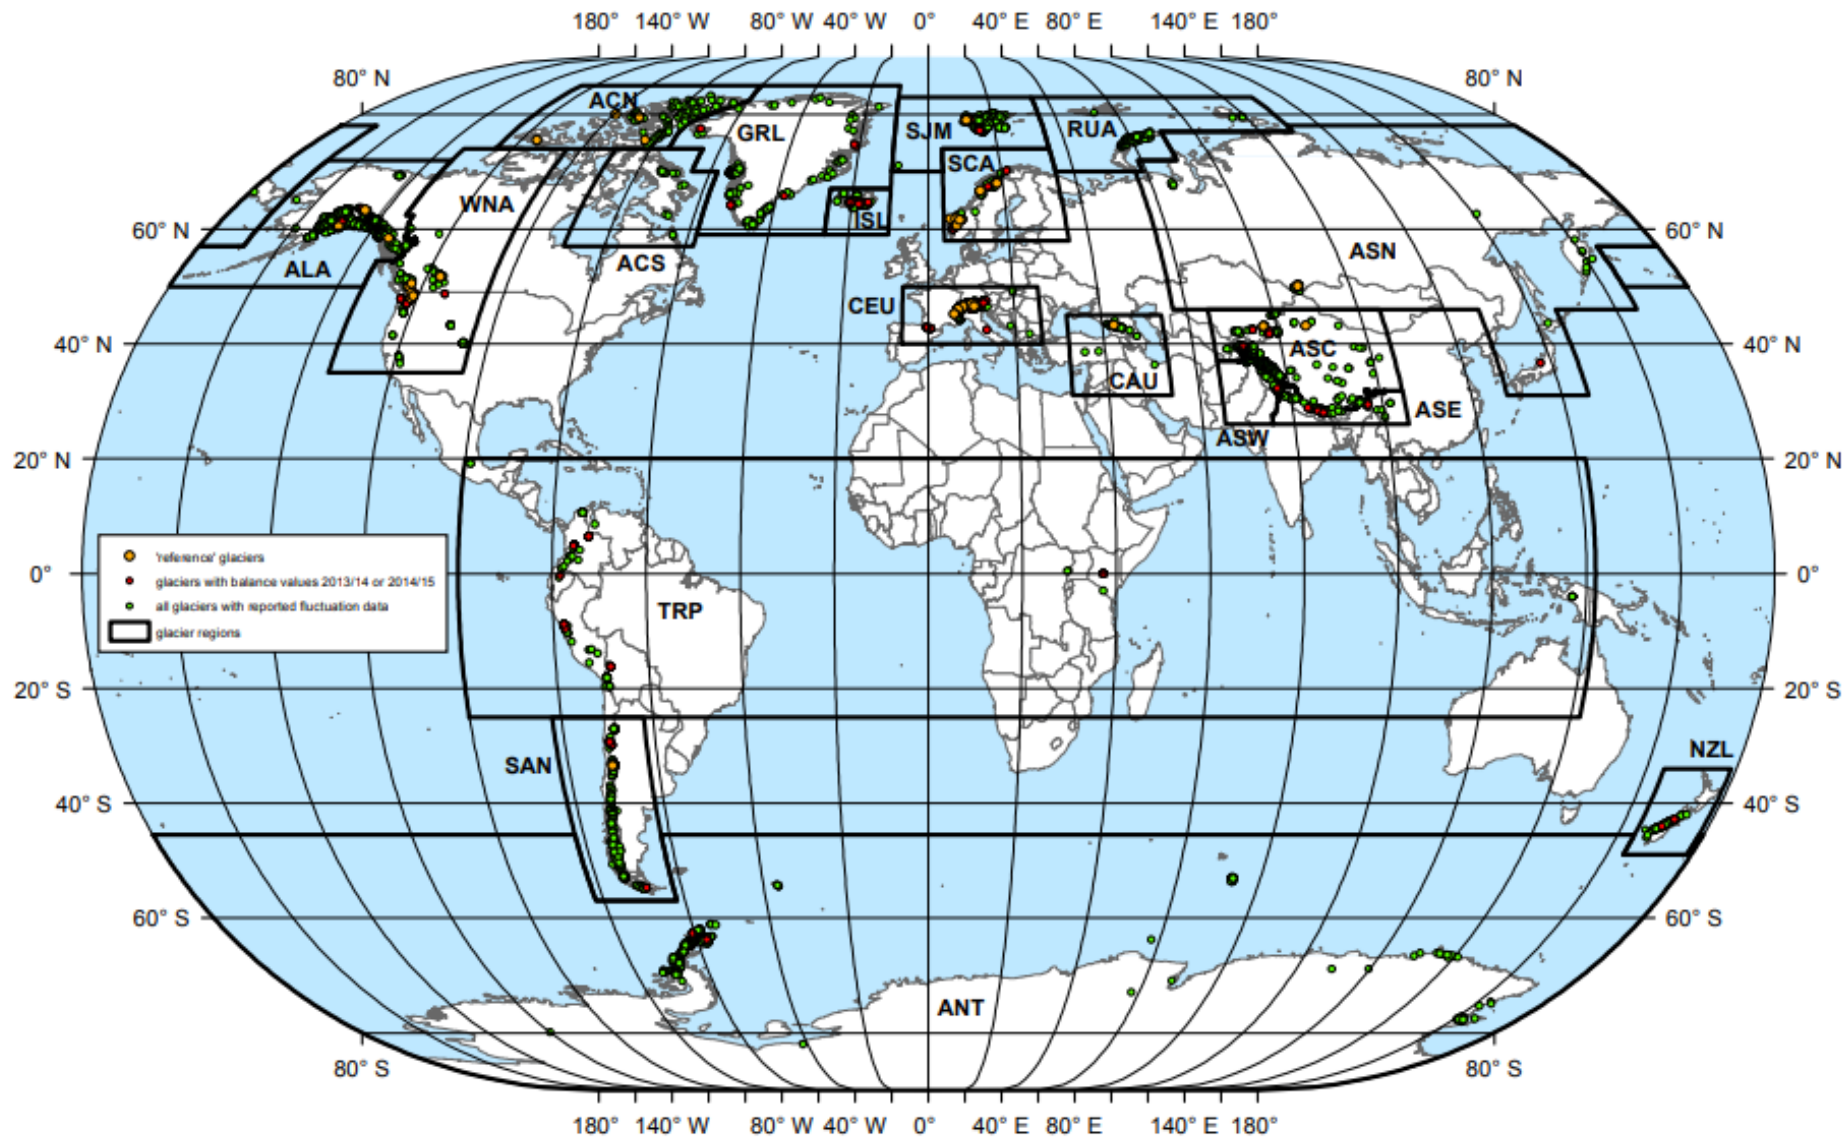 180° 140° W 80° W 40° W 0° 40° E 80° E 140° E 180°
80° N 80° N
ACN
GRL SJM RUA
SCA
WNA
ISL
60° N 60° N
ALA ACS ASN
CEU
40° N ASC 40° N
CAU
ASE
ASW
20° N 20° N
'reference' glaciers
glaciers with balance values 2013/14 or 2014/15
all glaciers with reported fluctuation data
glacier regions
0° 0°
TRP
20° S 20° S
NZL
SAN
40° S 40° S
60° S 60° S
ANT
80° S 80° S
180° 140° W 80° W 40° W 0° 40° E 80° E 140° E 180°